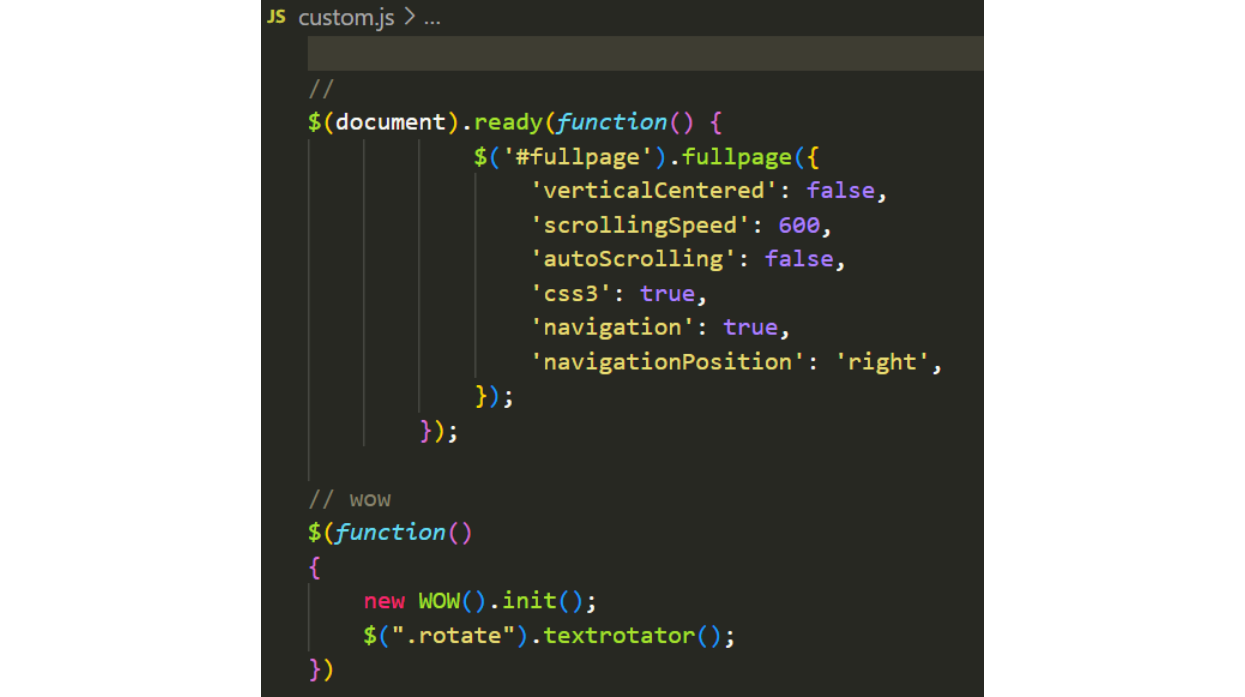 JS custom.js > ...
//
$(document).ready(function() {
$('#fullpage').fullpage({
'verticalCentered': false,
'scrollingSpeed': 600,
'autoScrolling': false,
'css3': true,
'navigation': true,
'navigationPosition': 'right',
});
});
// wow
$(function()
{
new WOW().init();
$(".rotate").textrotator();
})